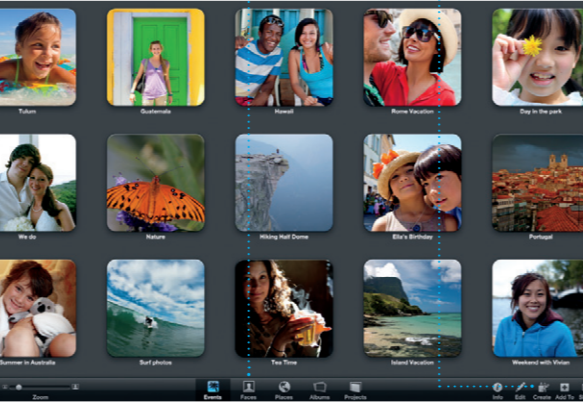 Tulum
Guatemala
Hawaii
Rome Vacation
Day in the park
We do
Nature
Hiking Half Dome
Ella's Birthday
Portugal
Summer in Australia
Surf photos
Tea Time
Island Vacation
Weekend with Vivian
Zoom
Events
Faces
Places
Albums
Projects
Info
Edit
Create
Add To